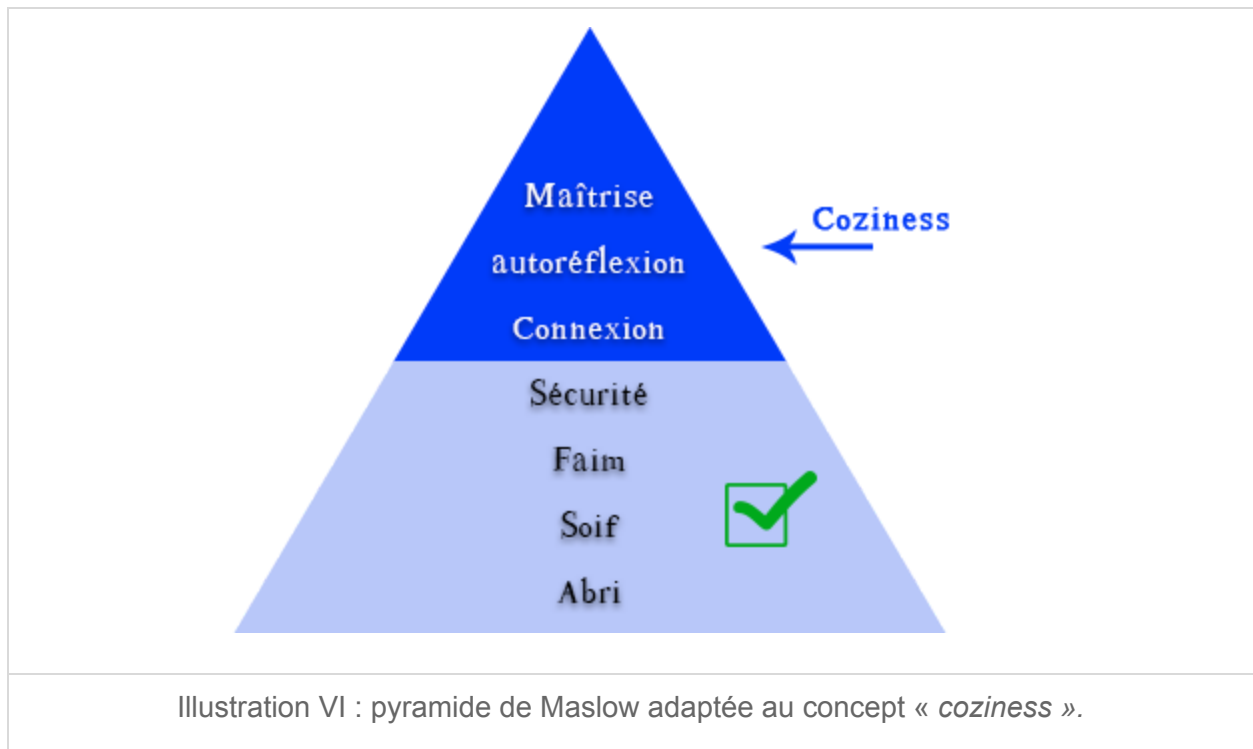 Maîtrise
Coziness
autoréflexion
Connexion
Sécurité
Faim
Soif
Abri
Illustration VI : pyramide de Maslow adaptée au concept « coziness ».